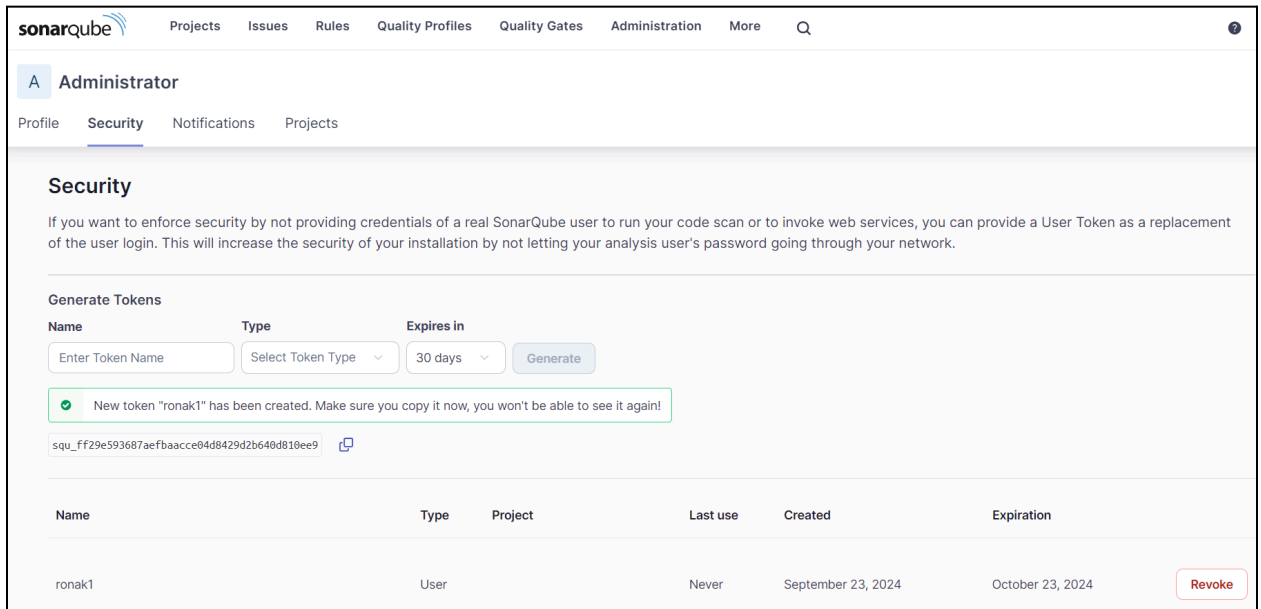 sonarqube Projects Issues Rules Quality Profiles Quality Gates Administration More ?
A Administrator
Profile Security Notifications Projects
Security
If you want to enforce security by not providing credentials of a real SonarQube user to run your code scan or to invoke web services, you can provide a User Token as a replacement
of the user login. This will increase the security of your installation by not letting your analysis user's password going through your network.
Generate Tokens
Name Type Expires in
Enter Token Name Select Token Type 30 days Generate
New token "ronak1" has been created. Make sure you copy it now, you won't be able to see it again!
squ_ff29e593687aefbaacce04d8429d2b640d810ee9
Name Type Project Last use Created Expiration
ronak1 User Never September 23, 2024 October 23, 2024 Revoke